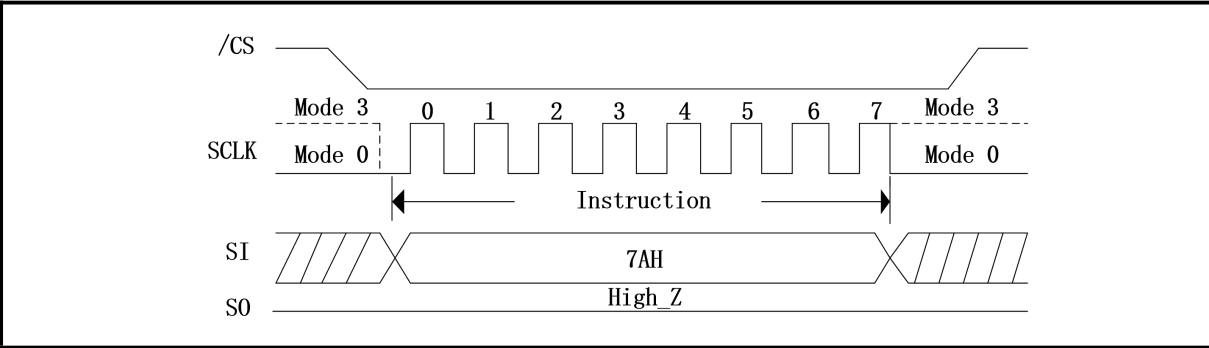 /CS
Mode 3 0 1 2 3 4 5 6 7 Mode 3
SCLK Mode 0 Mode 0
Instruction
SI 7AH
High_Z
SO